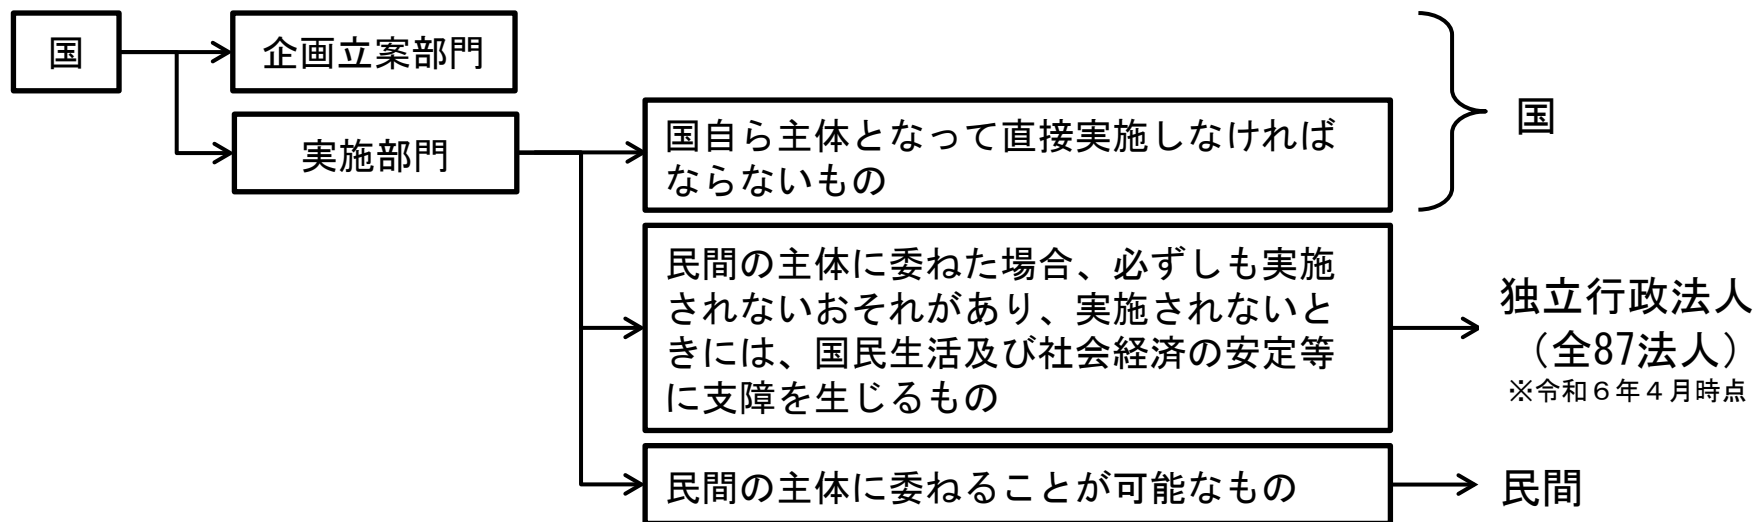 国
企画立案部門
実施部門
国自ら主体となって直接実施しなければ
ならないもの
国
民間の主体に委ねた場合、必ずしも実施
されないおそれがあり、実施されないと
きには、国民生活及び社会経済の安定等
に支障を生じるもの
独立行政法人
（全87法人）
※令和６年４月時点
民間の主体に委ねることが可能なもの
民間